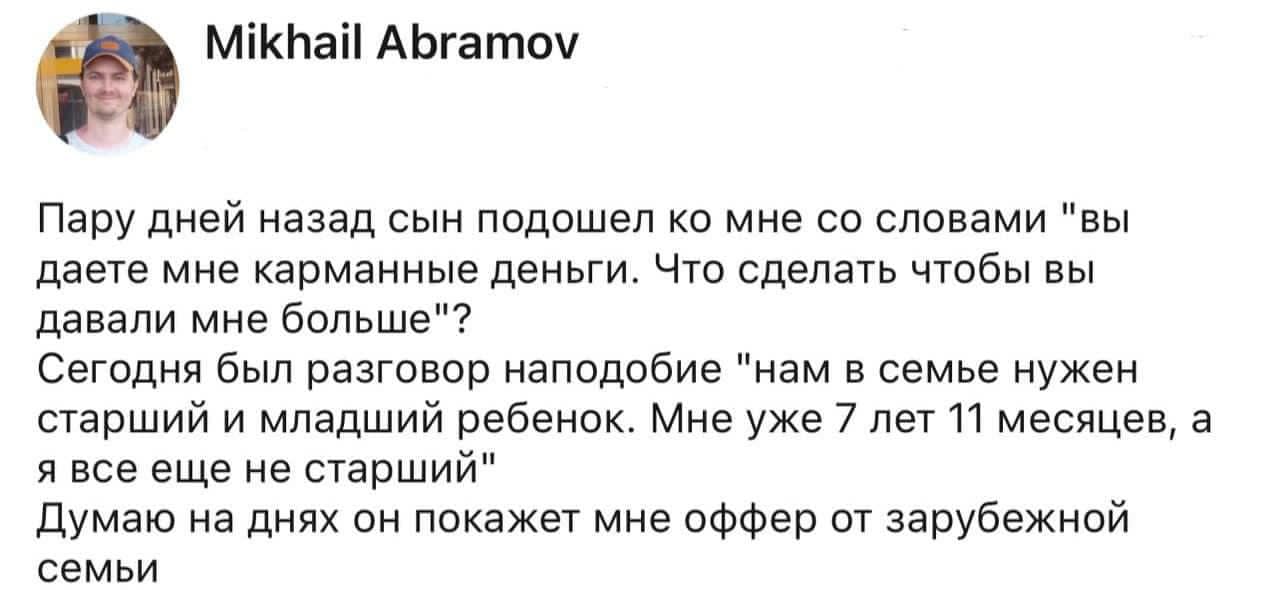 Mikhail Abramov
Пару дней назад сын подошел ко мне со словами "вы
даете мне карманные деньги. Что сделать чтобы вы
давали мне больше"?
Сегодня был разговор наподобие "нам в семье нужен
старший и младший ребенок. Мне уже 7 лет 11 месяцев, а
я все еще не старший"
Думаю на днях он покажет мне оффер от зарубежной
семьи